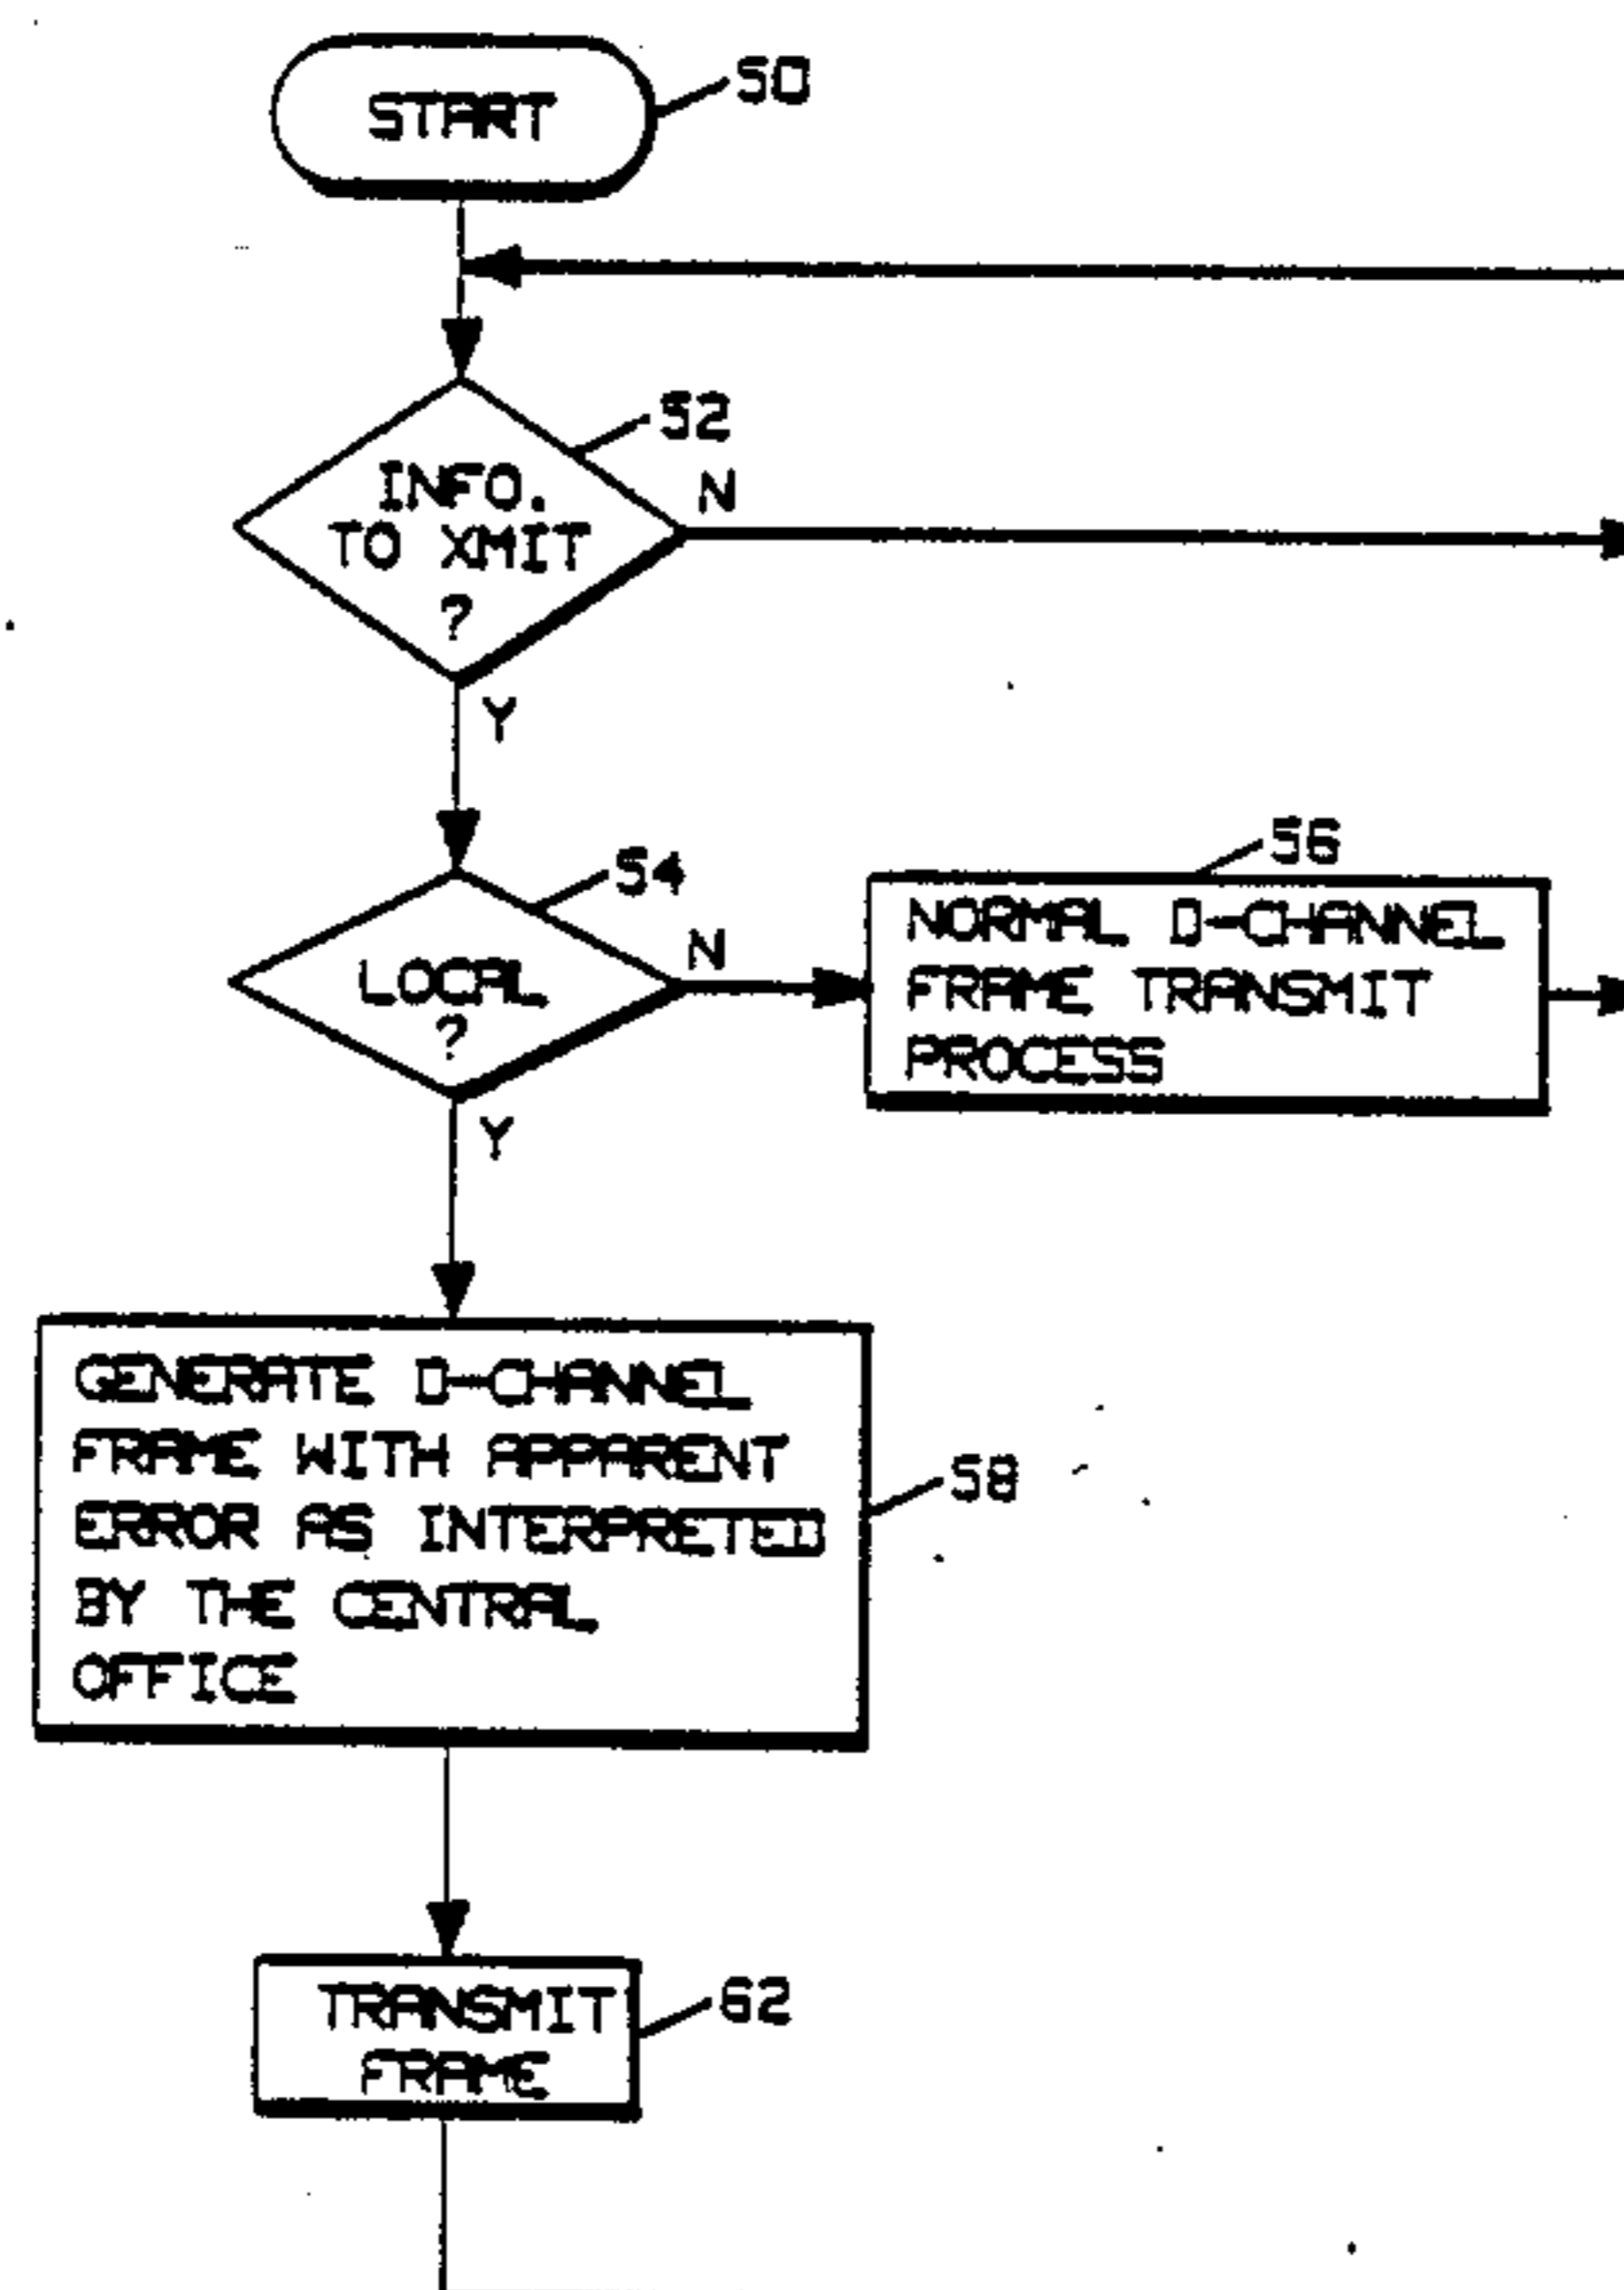 START
50
52
INFO.
TO XMIT
?
N
Y
54
LOCAL
?
N
Y
56
NORMAL D-CHANNEL
FRAME TRANSMIT
PROCESS
GENERATE D-CHANNEL
FRAME WITH APPARENT
ERROR AS INTERPRETED
BY THE CENTRAL
OFFICE
58
TRANSMIT
FRAME
62